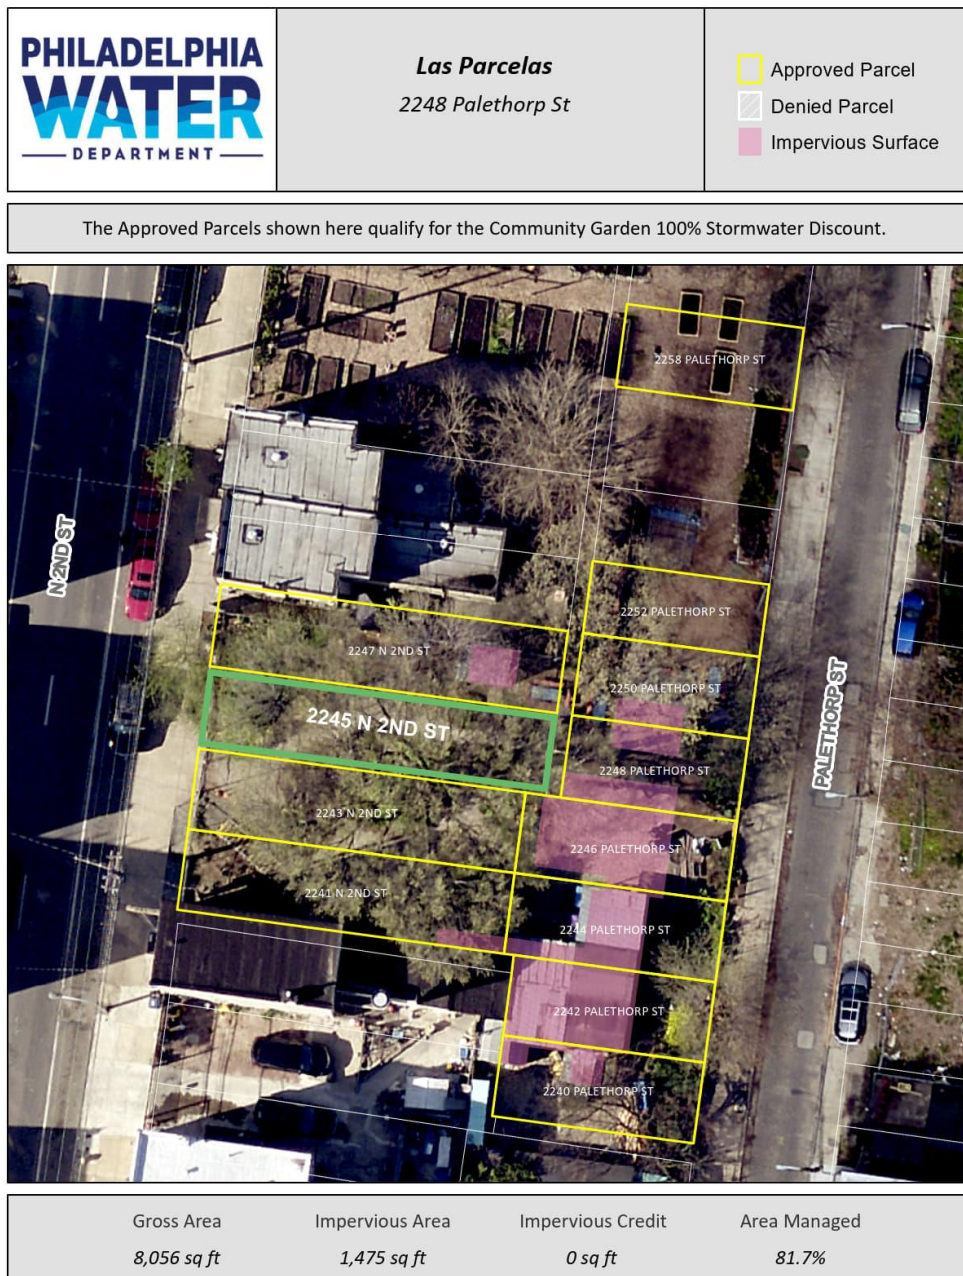 PHILADELPHIA
WATER
DEPARTMENT
Las Parcelas
2248 Palethorp St
Approved Parcel
Denied Parcel
Impervious Surface
The Approved Parcels shown here qualify for the Community Garden 100% Stormwater Discount.
2258 PALETHORP ST
N 2ND ST
2252 PALETHORP ST
2247 N 2ND ST
2250 PALETHORP ST
PALETHORP ST
2245 N 2ND ST
2248 PALETHORP ST
2243 N 2ND ST
2246 PALETHORP ST
2241 N 2ND ST
2244 PALETHORP ST
2242 PALETHORP ST
2240 PALETHORP ST
Gross Area Impervious Area Impervious Credit Area Managed
8,056 sq ft 1,475 sq ft 0 sq ft 81.7%